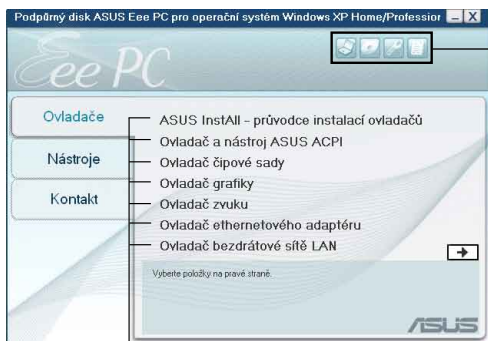 Podpůrný disk ASUS Eee PC pro operační systém Windows XP Home/Professior
Eee PC
Ovladače
Nástroje
Kontakt
ASUS InstAll - průvodce instalací ovladačů
Ovladač a nástroj ASUS ACPI
Ovladač čipové sady
Ovladač grafiky
Ovladač zvuku
Ovladač ethernetového adaptéru
Ovladač bezdrátové sítě LAN
Vyberte položky na pravé straně.
ASUS